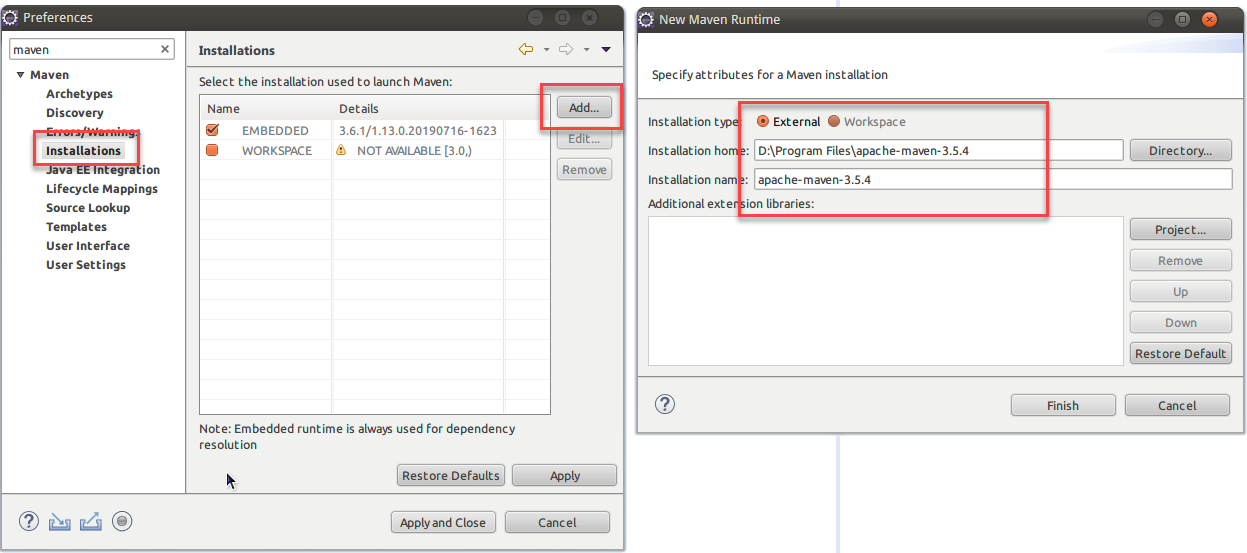 Preferences
maven
Maven
Archetypes
Discovery
Errors/Warnings
Installations
Java EE Integration
Lifecycle Mappings
Source Lookup
Templates
User Interface
User Settings
Installations
Select the installation used to launch Maven:
Name Details
EMBEDDED 3.6.1/1.13.0.20190716-1623
WORKSPACE NOT AVAILABLE [3.0,)
Add...
Edit...
Remove
Note: Embedded runtime is always used for dependency
resolution
Restore Defaults Apply
Apply and Close Cancel
New Maven Runtime
Specify attributes for a Maven installation
Installation type: External Workspace
Installation home: D:\Program Files\apache-maven-3.5.4 Directory...
Installation name: apache-maven-3.5.4
Additional extension libraries:
Project...
Remove
Up
Down
Restore Default
Finish Cancel